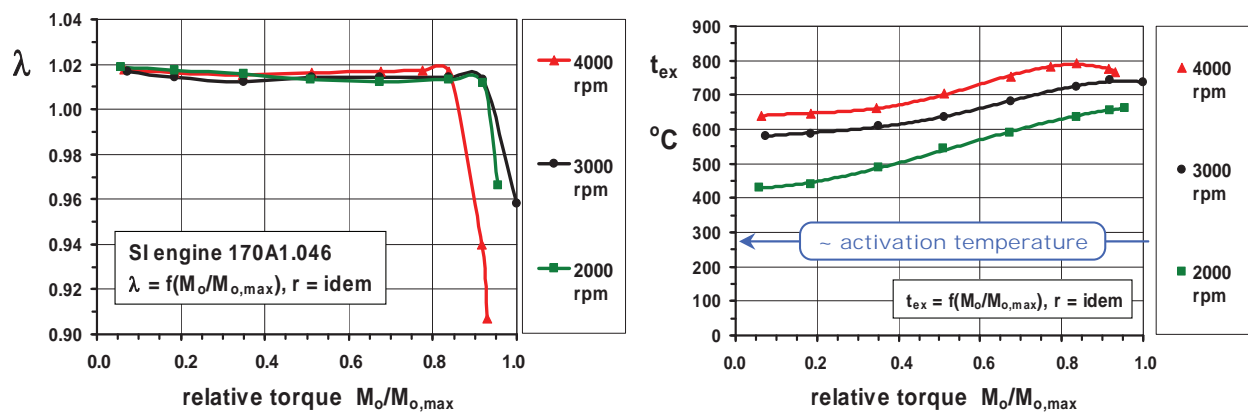 1.04
1.02
1.00
0.98
0.96
0.94
0.92
0.90
λ
0.0 0.2 0.4 0.6 0.8 1.0
relative torque Mo/Mo,max
SI engine 170A1.046
λ = f(Mo/Mo,max), r = idem
4000
rpm
3000
rpm
2000
rpm
900
800
700
600
500
400
300
200
100
0
tex
oC
~ activation temperature
tex = f(Mo/Mo,max), r = idem
0.0 0.2 0.4 0.6 0.8 1.0
relative torque Mo/Mo,max
4000
rpm
3000
rpm
2000
rpm